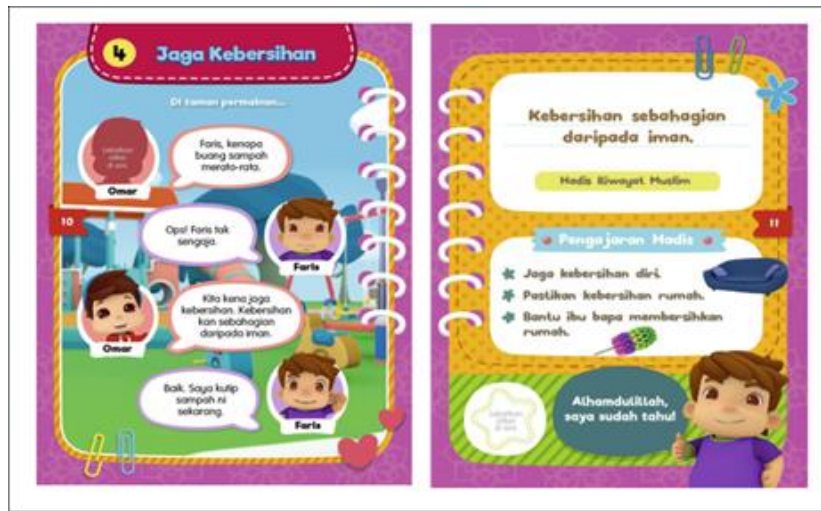 4
Jaga Kebersihan
Di taman permainan...
Omar
Faris, kenapa
buang sampah
merata-rata.
10
Ops! Faris tak
sengaja.
Faris
Omar
Kita kena jaga
kebersihan. Kebersihan
kan sebahagian
daripada iman.
Baik. Saya kutip
sampah ni
sekarang.
Faris
Kebersihan sebahagian
daripada iman.
Hadis Riwayat Muslim
11
Pengajaran Hadis
Jaga kebersihan diri.
Pastikan kebersihan rumah.
Bantu ibu bapa membersihkan
rumah.
Alhamdulillah,
saya sudah tahu!